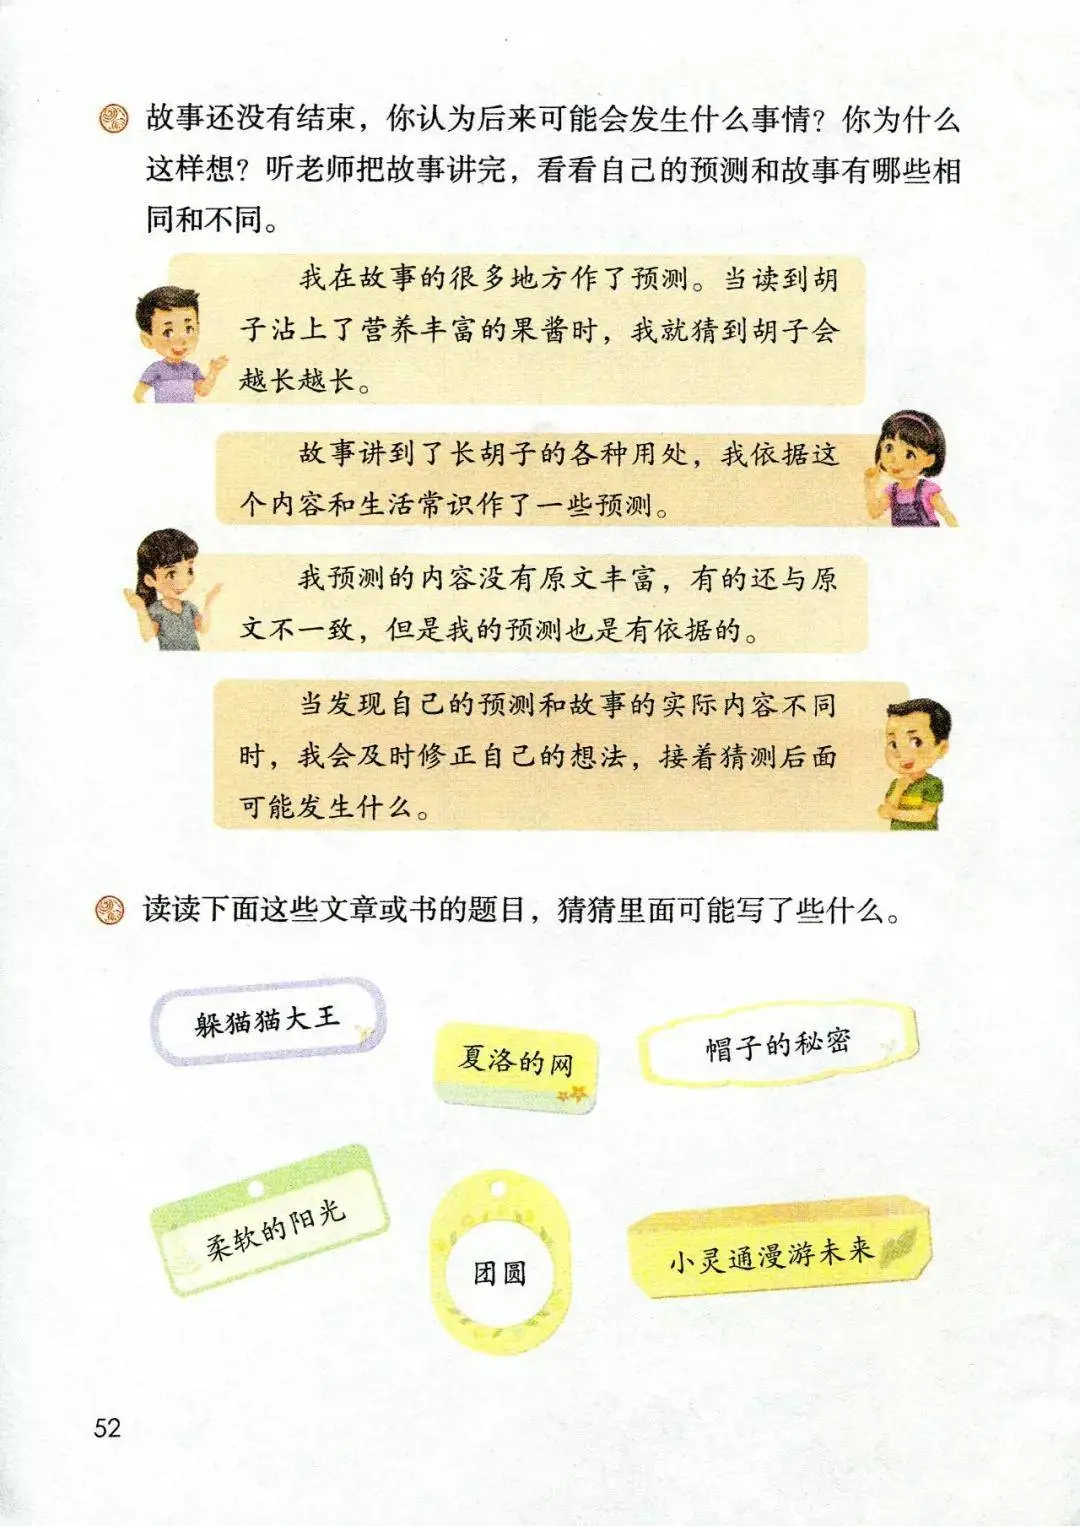 故事还没有结束，你认为后来可能会发生什么事情？你为什么
这样想？听老师把故事讲完，看看自己的预测和故事有哪些相
同和不同。
我在故事的很多地方作了预测。当读到胡
子沾上了营养丰富的果酱时，我就猜到胡子会
越长越长。
故事讲到了长胡子的各种用处，我依据这
个内容和生活常识作了一些预测。
我预测的内容没有原文丰富，有的还与原
文不一致，但是我的预测也是有依据的。
当发现自己的预测和故事的实际内容不同
时，我会及时修正自己的想法，接着猜测后面
可能发生什么。
读读下面这些文章或书的题目，猜猜里面可能写了些什么。
躲猫猫大王
夏洛的网
帽子的秘密
柔软的阳光
团圆
小灵通漫游未来
52